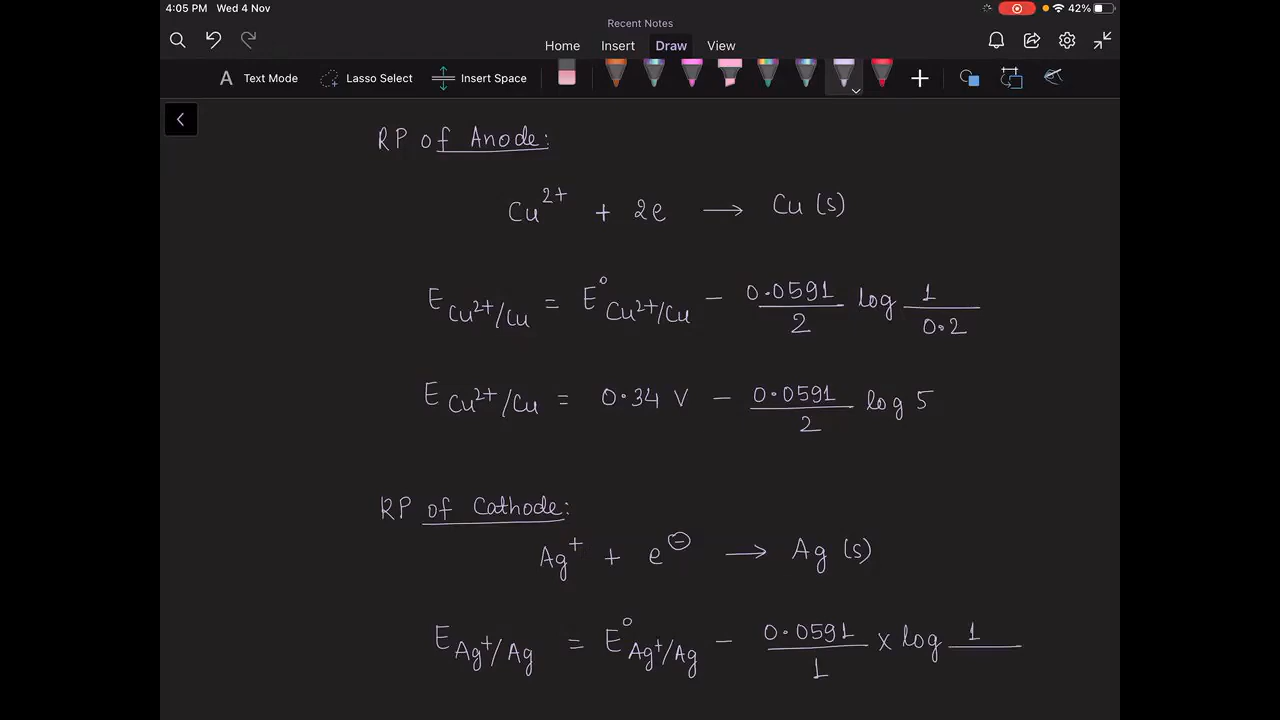 4:05 PM Wed 4 Nov 42%
Recent Notes
Home Insert Draw View
Text Mode Lasso Select Insert Space
RP of Anode:
Cu²⁺ + 2e ⟶ Cu (s)
E Cu²⁺/Cu = E° Cu²⁺/Cu − 0.0591/2 log 1/0.2
E Cu²⁺/Cu = 0.34 V − 0.0591/2 log 5
RP of Cathode:
Ag⁺ + e⊖ ⟶ Ag (s)
E Ag⁺/Ag = E° Ag⁺/Ag − 0.0591/1 × log 1/